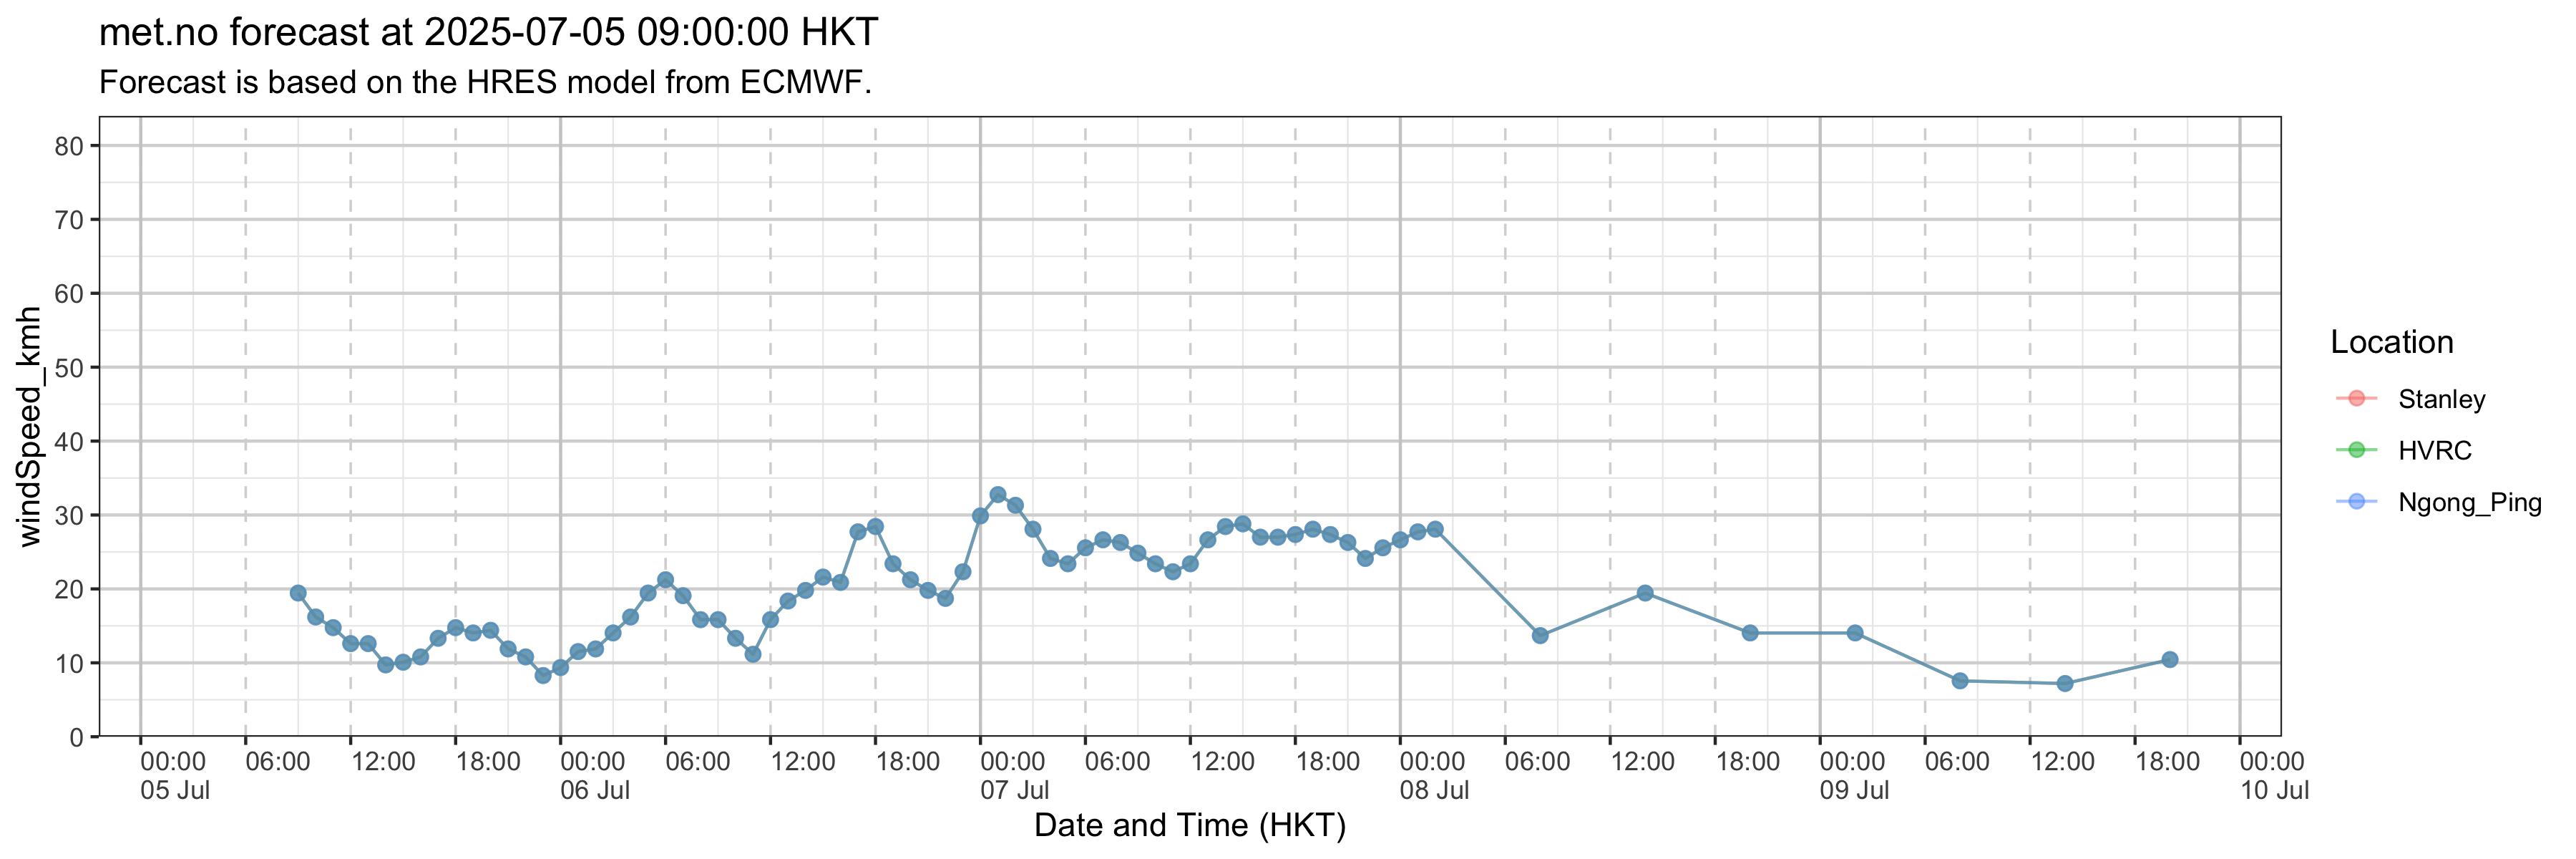 met.no forecast at 2025-07-05 09:00:00 HKT
Forecast is based on the HRES model from ECMWF.
windSpeed_kmh
80
70
60
50
40
30
20
10
0
00:00 06:00 12:00 18:00 00:00 06:00 12:00 18:00 00:00 06:00 12:00 18:00 00:00 06:00 12:00 18:00 00:00 06:00 12:00 18:00 00:00
05 Jul 06 Jul 07 Jul 08 Jul 09 Jul 10 Jul
Date and Time (HKT)
Location
Stanley
HVRC
Ngong_Ping